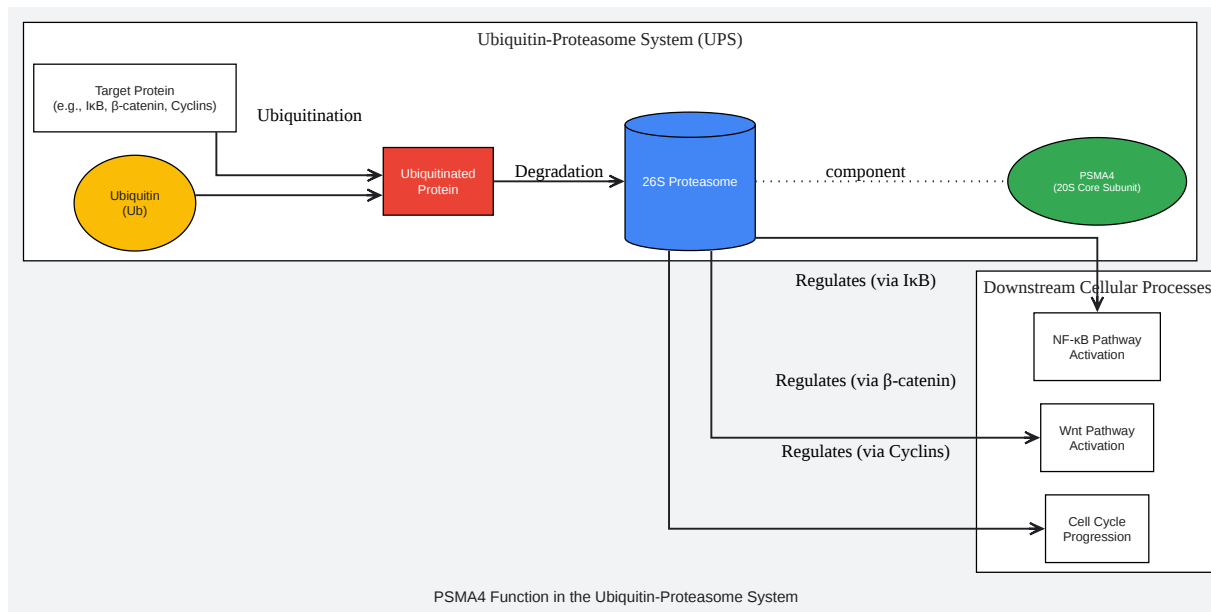 Ubiquitin-Proteasome System (UPS)
Target Protein
(e.g., IκB, β-catenin, Cyclins)
Ubiquitination
Ubiquitin
(Ub)
Ubiquitinated
Protein
Degradation
26S Proteasome
component
PSMA4
(20S Core Subunit)
Regulates (via IκB)
Downstream Cellular Processes
NF-κB Pathway
Activation
Regulates (via β-catenin)
Wnt Pathway
Activation
Regulates (via Cyclins)
Cell Cycle
Progression
PSMA4 Function in the Ubiquitin-Proteasome System